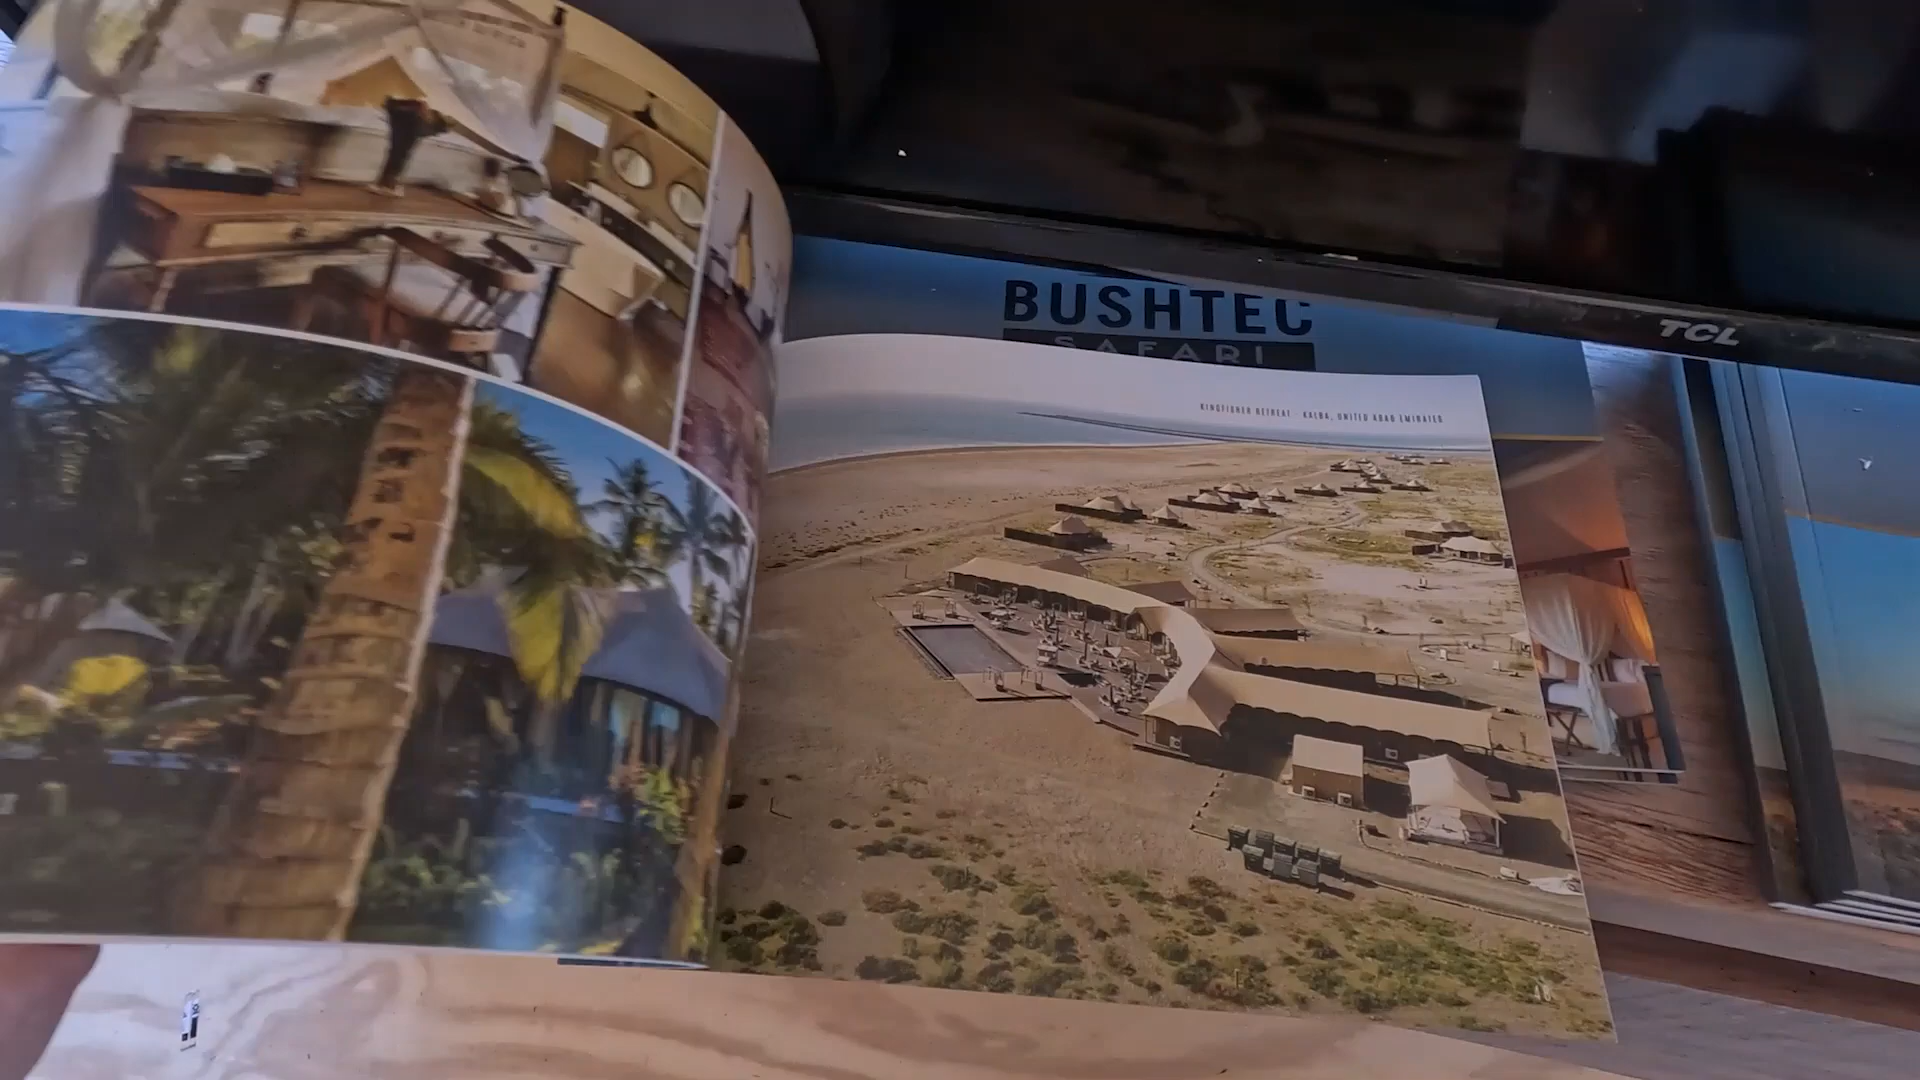 BUSHTEC
SAFARI
TCL
KINGFISHER RETREAT - KALBA, UNITED ARAB EMIRATES